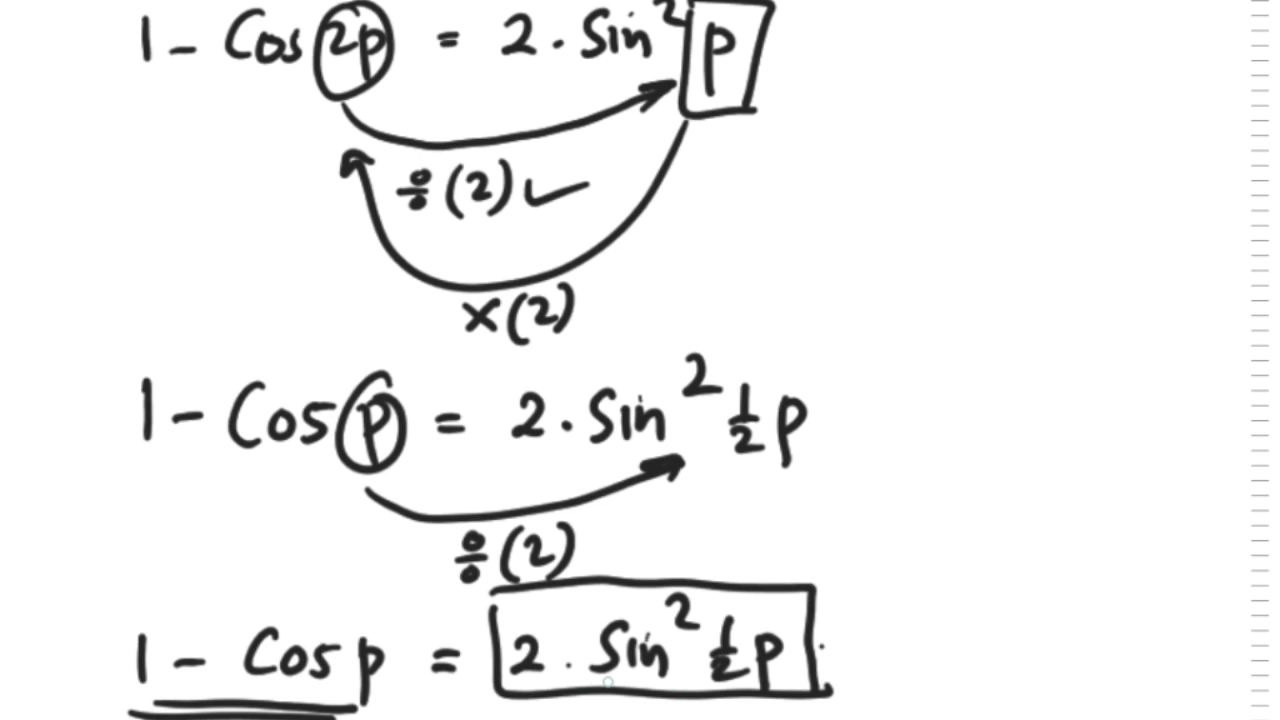 1 - Cos 2p = 2 . Sin² p
÷ (2) ✓
x (2)
1 - Cos p = 2 . Sin² ½ p
÷ (2)
1 - Cos p = 2 . Sin² ½ p .